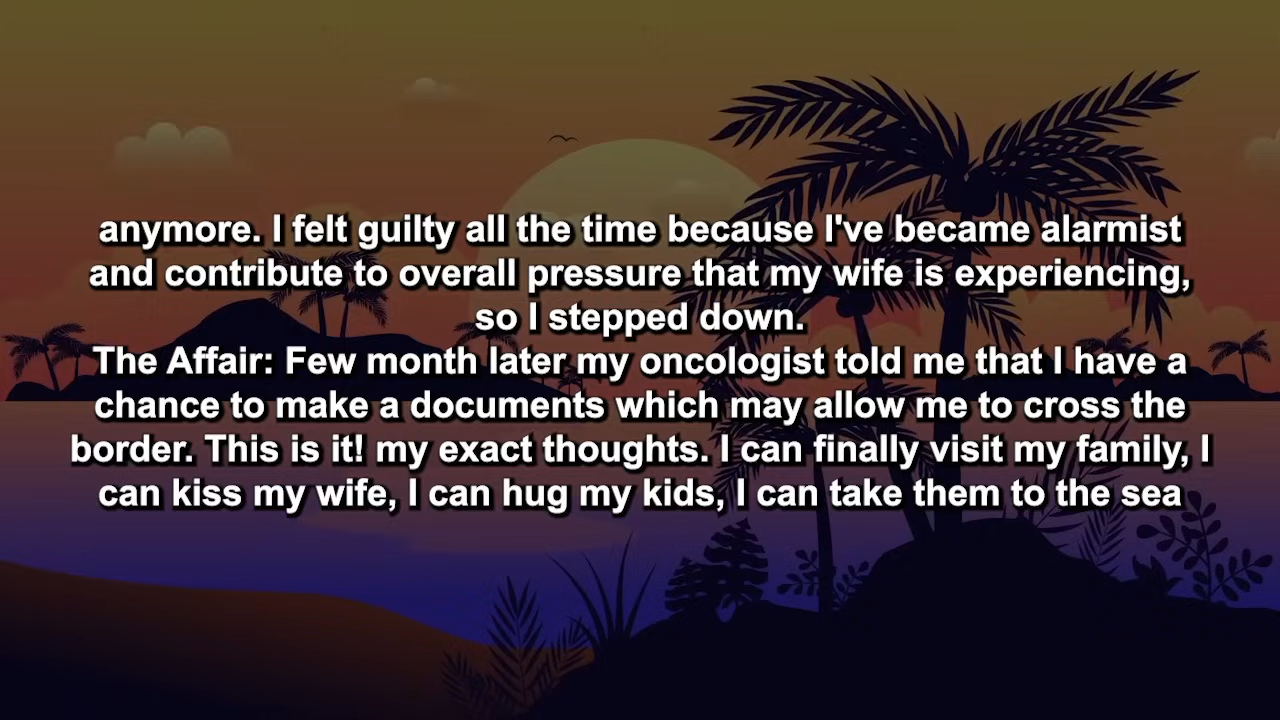 anymore. I felt guilty all the time because I've became alarmist
and contribute to overall pressure that my wife is experiencing,
so I stepped down.
The Affair: Few month later my oncologist told me that I have a
chance to make a documents which may allow me to cross the
border. This is it! my exact thoughts. I can finally visit my family, I
can kiss my wife, I can hug my kids, I can take them to the sea